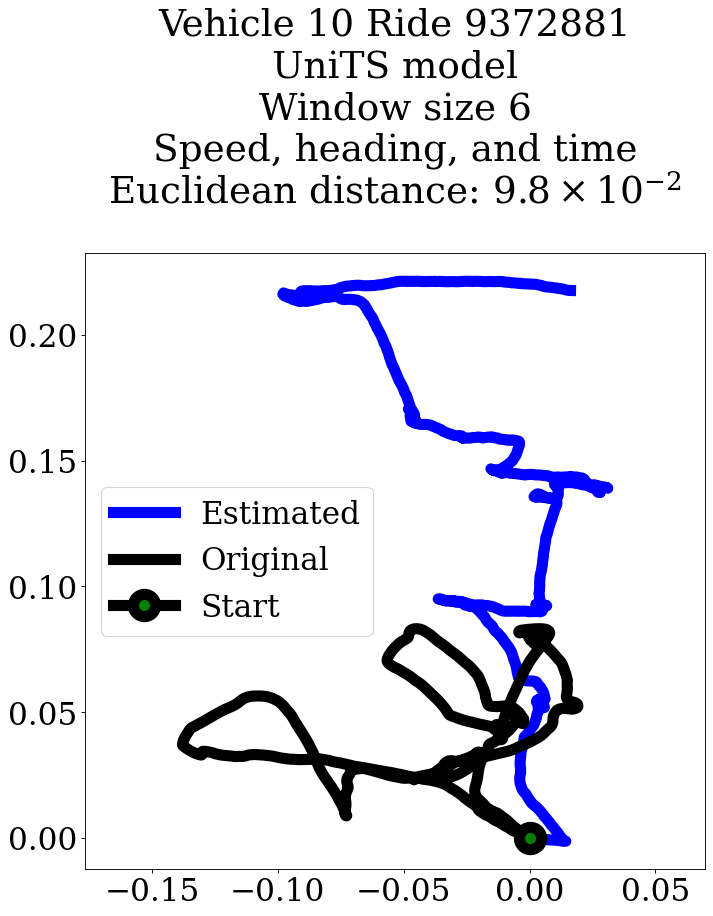 Vehicle 10 Ride 9372881
UniTS model
Window size 6
Speed, heading, and time
Euclidean distance: 9.8 × 10⁻²
0.20
0.15
0.10
0.05
0.00
Estimated
Original
Start
−0.15 −0.10 −0.05 0.00 0.05